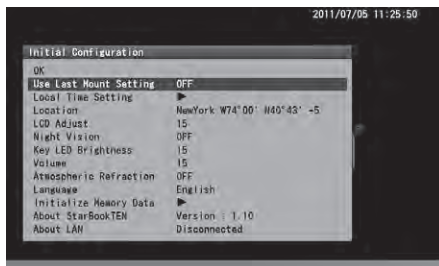 2011/07/05 11:25:50
Initial Configuration
OK
Use Last Mount Setting OFF
Local Time Setting ▶
Location NewYork W74°00' N40°43' -5
LCD Adjust 15
Night Vision OFF
Key LED Brightness 15
Volume 15
Atmospheric Refraction OFF
Language English
Initialize Memory Data ▶
About StarBookTEN Version : 1.10
About LAN Disconnected